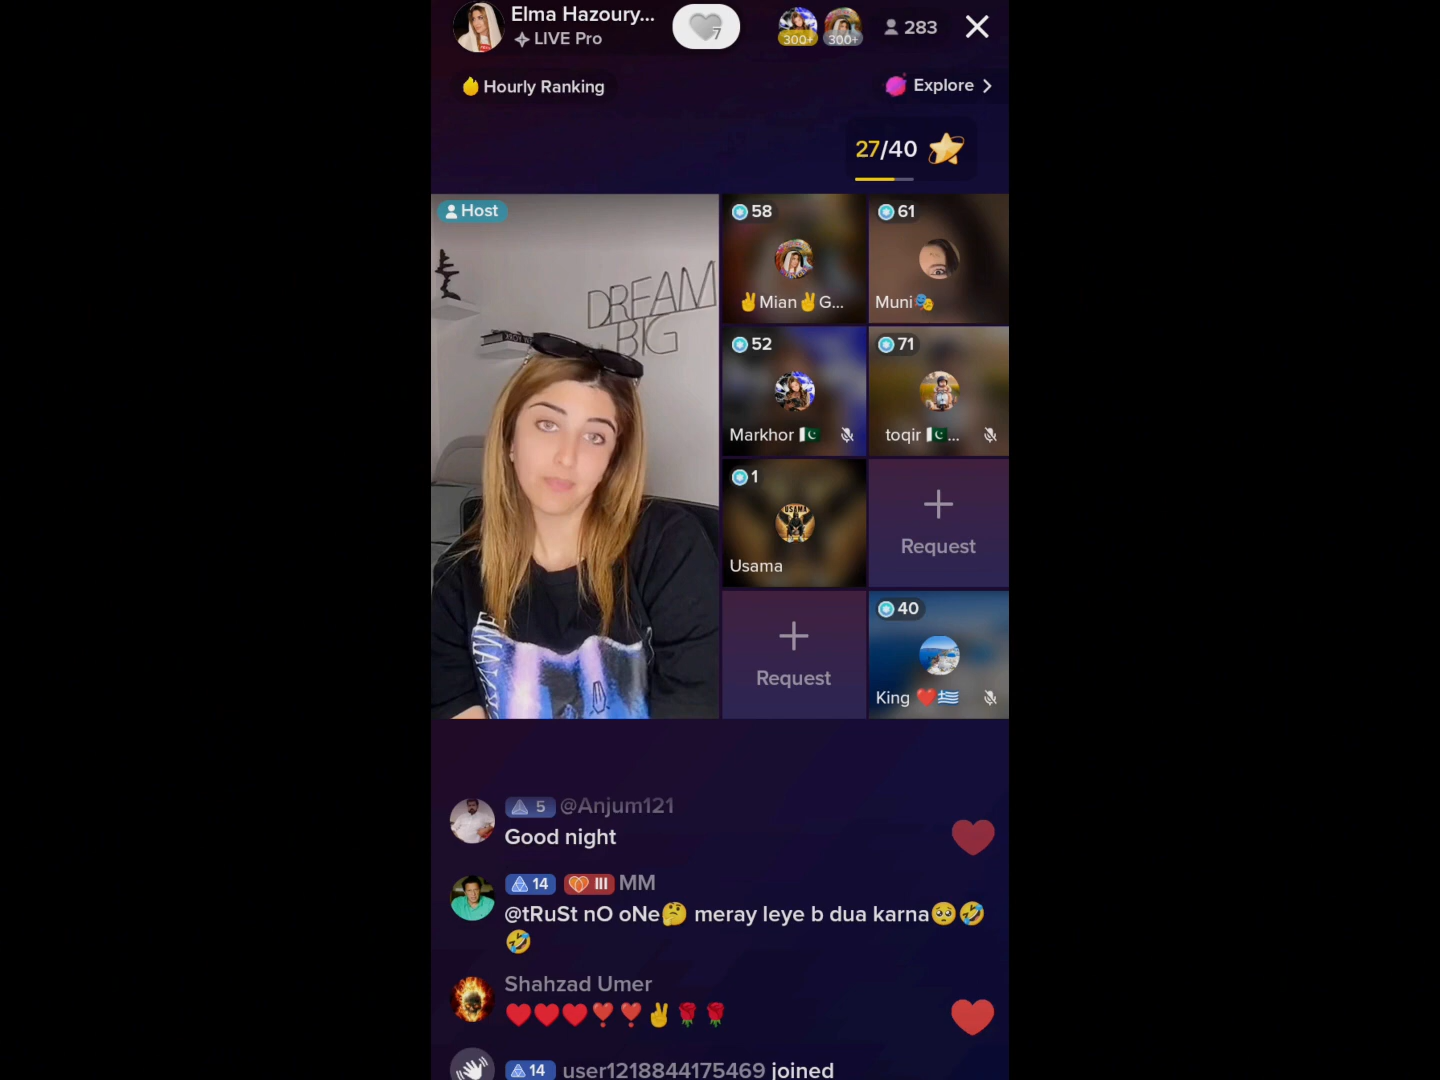 Elma Hazoury...
LIVE Pro
7
300+
300+
283
Hourly Ranking
Explore
27/40
Host
DREAM
BIG
58
✌️Mian✌️G...
61
Muni🎭
52
Markhor 🇵🇰
71
toqir 🇵🇰...
1
USAMA
Usama
Request
Request
40
King ❤️🇬🇷
5 @Anjum121
Good night
14 III MM
@tRuSt nO oNe🤔 meray leye b dua karna🥺🤣
🤣
Shahzad Umer
❤️❤️❤️❣️❣️✌️🌹🌹
14 user1218844175469 joined